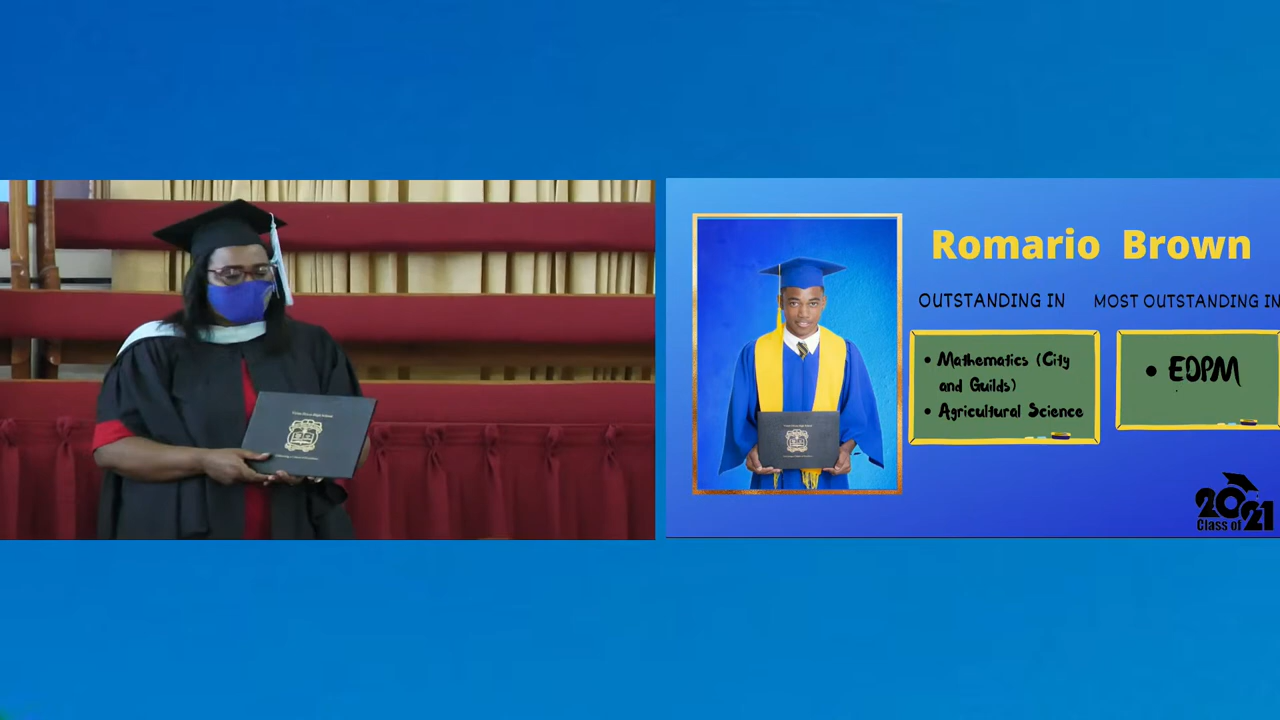 Romario Brown
OUTSTANDING IN
MOST OUTSTANDING IN
• Mathematics (City
and Guilds)
• Agricultural Science
• EDPM
2021
Class of